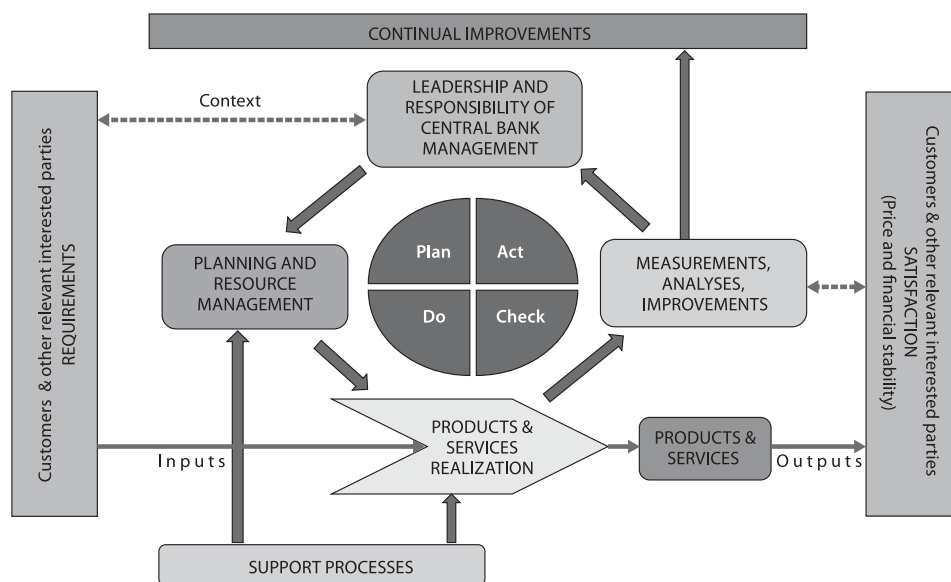 CONTINUAL IMPROVEMENTS
Customers & other relevant interested parties
REQUIREMENTS
Context
LEADERSHIP AND
RESPONSIBILITY OF
CENTRAL BANK
MANAGEMENT
PLANNING AND
RESOURCE
MANAGEMENT
Plan
Act
Do
Check
MEASUREMENTS,
ANALYSES,
IMPROVEMENTS
Customers & other relevant interested parties
SATISFACTION
(Price and financial stability)
Inputs
PRODUCTS &
SERVICES
REALIZATION
PRODUCTS &
SERVICES
Outputs
SUPPORT PROCESSES